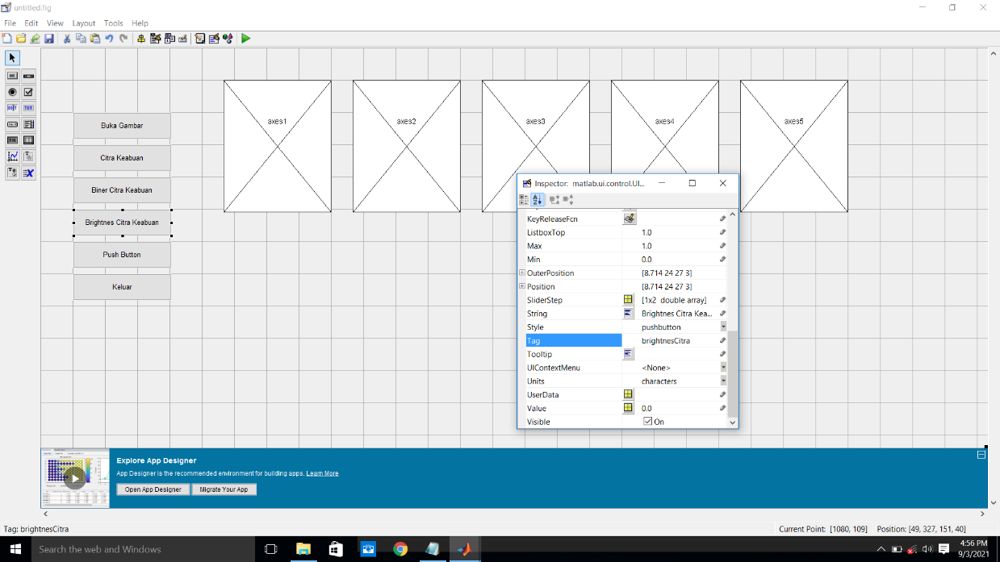 untitled.fig
File Edit View Layout Tools Help
Buka Gambar
Citra Keabuan
Biner Citra Keabuan
Brightnes Citra Keabuan
Push Button
Keluar
axes1
axes2
axes3
axes4
axes5
Inspector: matlab.ui.control.UI...
KeyReleaseFcn
ListboxTop 1.0
Max 1.0
Min 0.0
OuterPosition [8.714 24 27 3]
Position [8.714 24 27 3]
SliderStep [1x2 double array]
String Brightnes Citra Kea...
Style pushbutton
Tag brightnesCitra
Tooltip
UIContextMenu <None>
Units characters
UserData
Value 0.0
Visible On
Explore App Designer
App Designer is the recommended environment for building apps. Learn More
Open App Designer Migrate Your App
Tag: brightnesCitra
Current Point: [1080, 109] Position: [49, 327, 151, 40]
Search the web and Windows
4:56 PM
9/3/2021